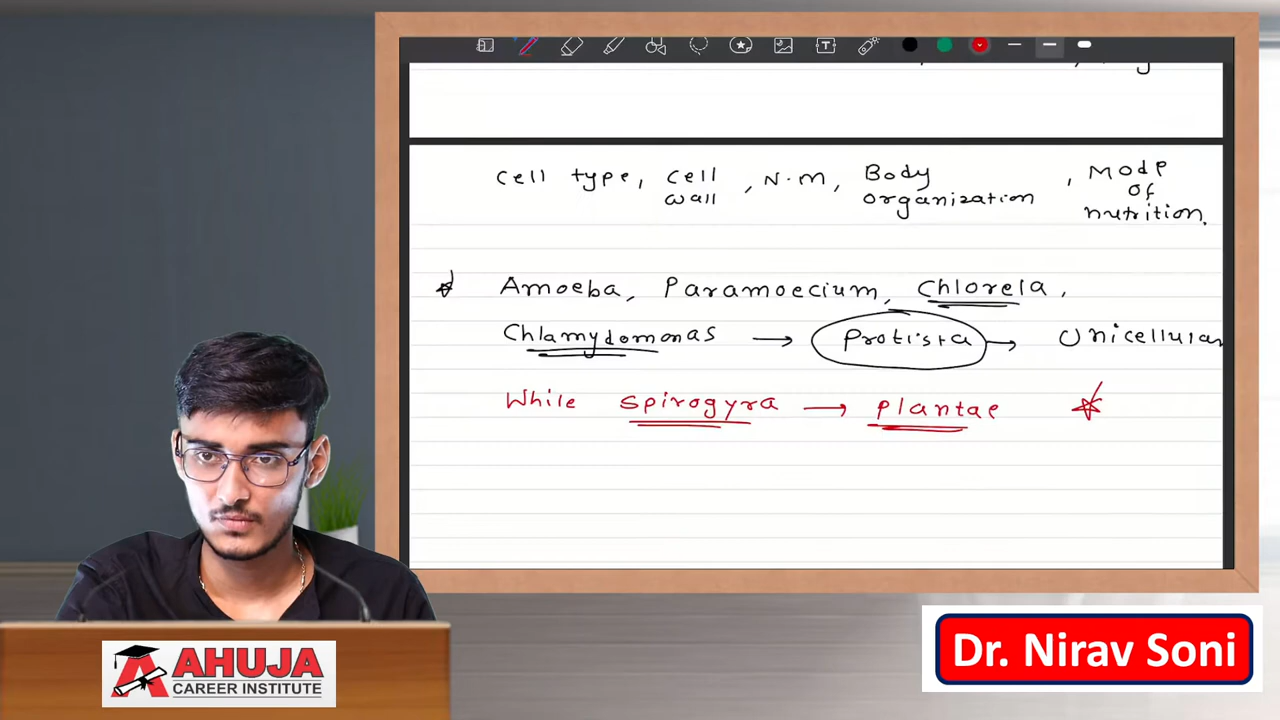 cell type, cell wall, N.M, Body organization, Mode of nutrition.
Amoeba, Paramoecium, Chlorela,
Chlamydomonas → Protista → Unicellular
While spirogyra → plantae
AHUJA
CAREER INSTITUTE
Dr. Nirav Soni